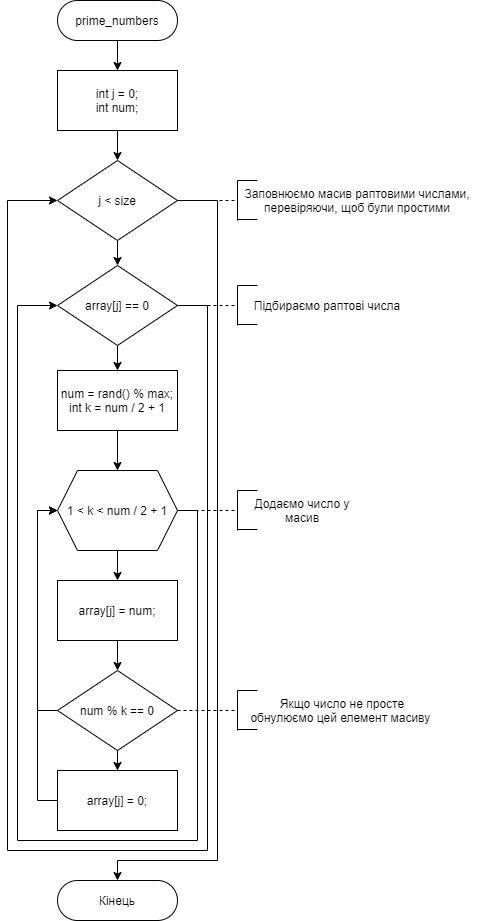 prime_numbers
int j = 0;
int num;
j < size
Заповнюємо масив раптовими числами,
перевіряючи, щоб були простими
array[j] == 0
Підбираємо раптові числа
num = rand() % max;
int k = num / 2 + 1
1 < k < num / 2 + 1
Додаємо число у
масив
array[j] = num;
num % k == 0
Якщо число не просте
обнулюємо цей елемент масиву
array[j] = 0;
Кінець